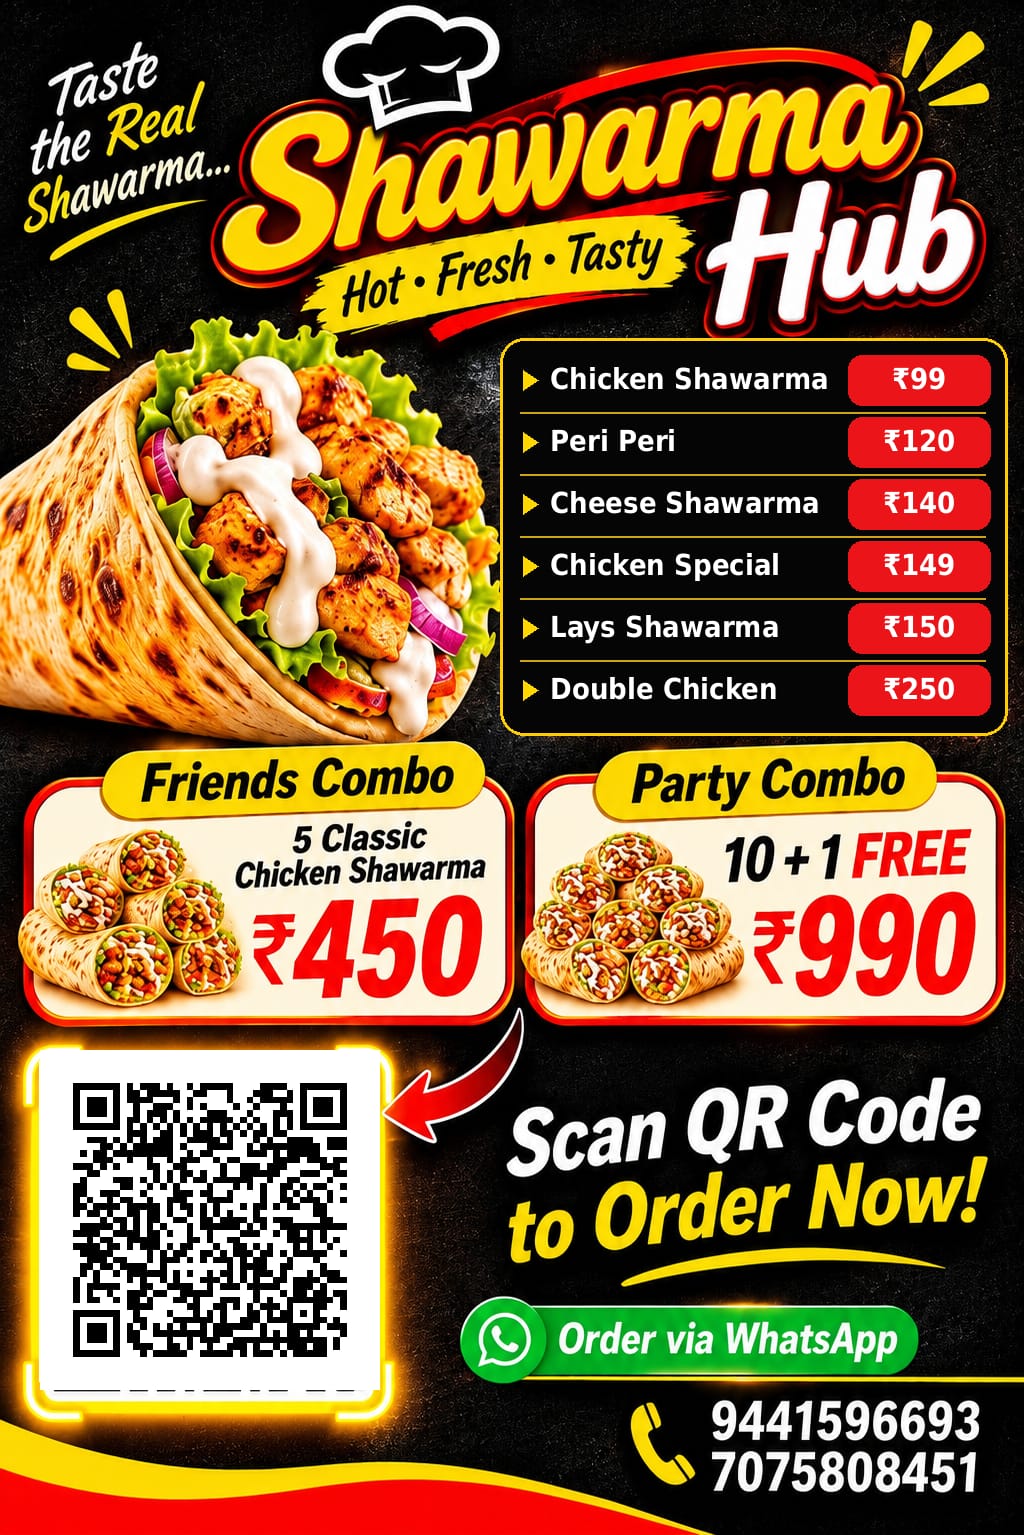 Taste
the Real
Shawarma...
Shawarma
Hub
Hot • Fresh • Tasty
Chicken Shawarma ₹99
Peri Peri ₹120
Cheese Shawarma ₹140
Chicken Special ₹149
Lays Shawarma ₹150
Double Chicken ₹250
Friends Combo
5 Classic
Chicken Shawarma
₹450
Party Combo
10 + 1 FREE
₹990
Scan QR Code
to Order Now!
Order via WhatsApp
9441596693
7075808451